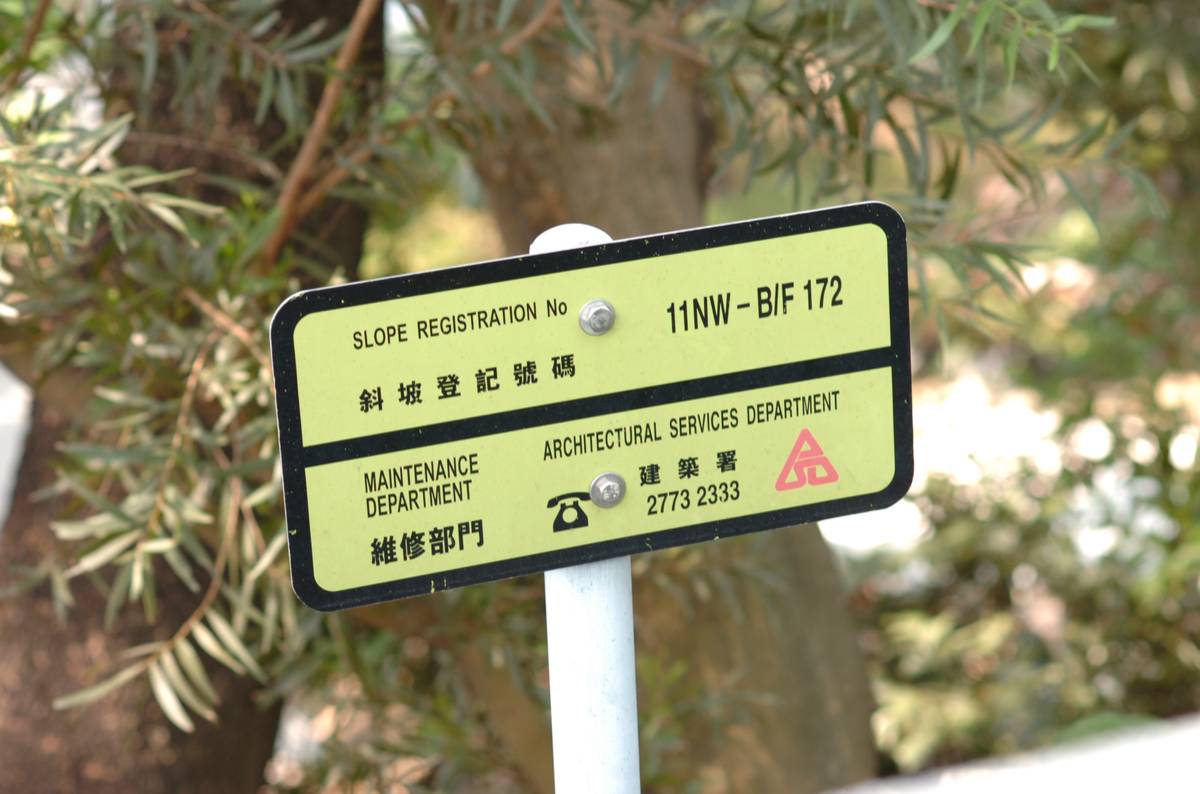 SLOPE REGISTRATION No
11NW – B/F 172
斜坡登記號碼
MAINTENANCE
DEPARTMENT
維修部門
ARCHITECTURAL SERVICES DEPARTMENT
建築署
2773 2333